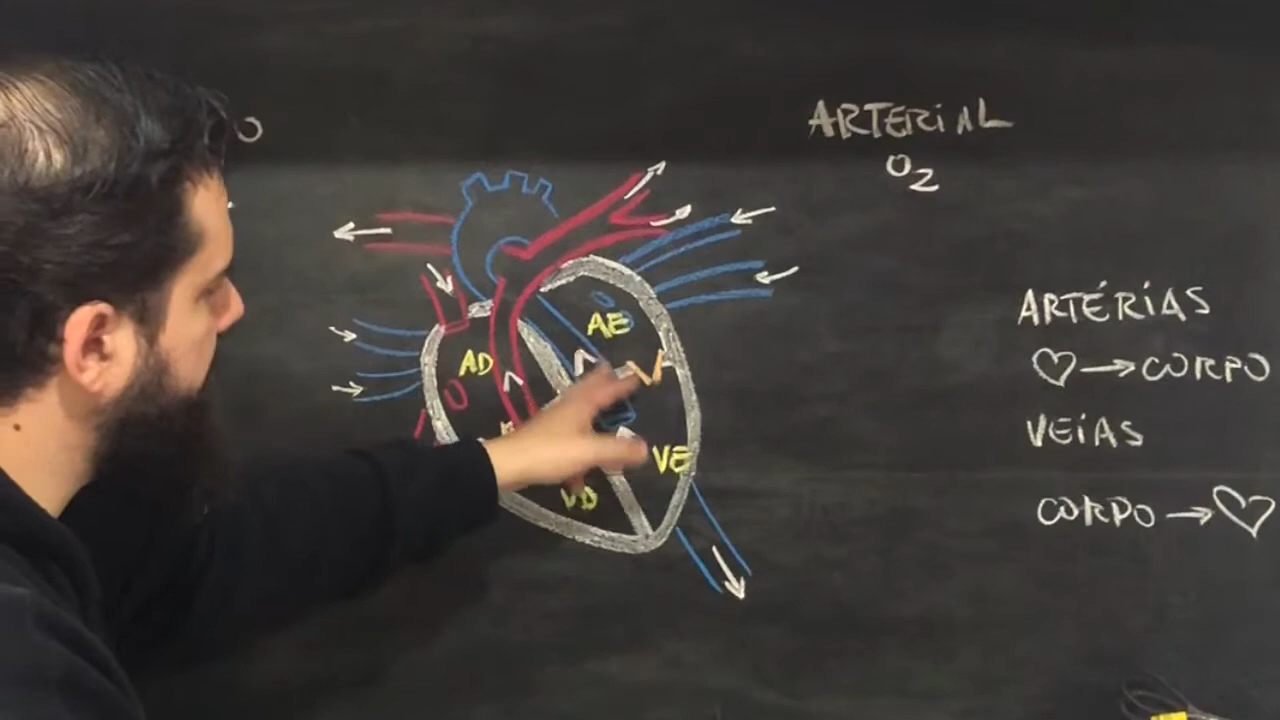 ARTERIAL
O2
AE
AD
VE
VD
ARTÉRIAS
♡→CORPO
VEIAS
CORPO→♡